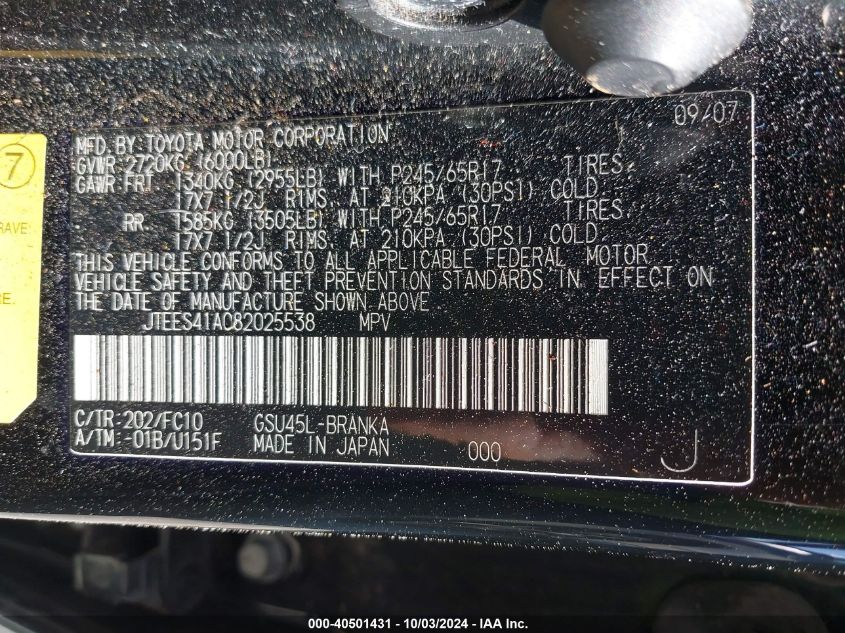 09/07
MFD. BY TOYOTA MOTOR CORPORATION
GVWR 2720KG (6000LB)
GAWR FRT 1340KG (2955LB) WITH P245/65R17 TIRES
17X7 1/2J RIMS, AT 210KPA (30PSI) COLD
RR. 1585KG (3505LB) WITH P245/65R17 TIRES
17X7 1/2J RIMS, AT 210KPA (30PSI) COLD
THIS VEHICLE CONFORMS TO ALL APPLICABLE FEDERAL MOTOR
VEHICLE SAFETY AND THEFT PREVENTION STANDARDS IN EFFECT ON
THE DATE OF MANUFACTURE SHOWN ABOVE
JTEES41AC82025538 MPV
C/TR-202/FC10 GSU45L-BRANKA
A/TM -01B/U151F MADE IN JAPAN 000 J
7
RAVE
RE.
000-40501431 - 10/03/2024 - IAA Inc.